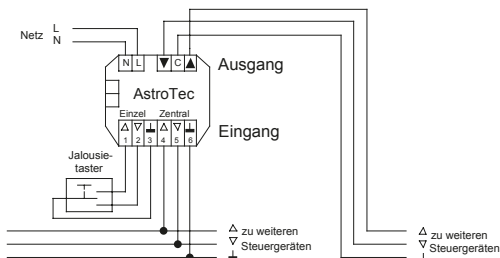 Netz L
N
N L ▼ C ▲
Ausgang
AstroTec
Einzel Zentral
Eingang
1 2 3 4 5 6
Jalousie-
taster
△ zu weiteren
▽ Steuergeräten
△ zu weiteren
▽ Steuergeräten